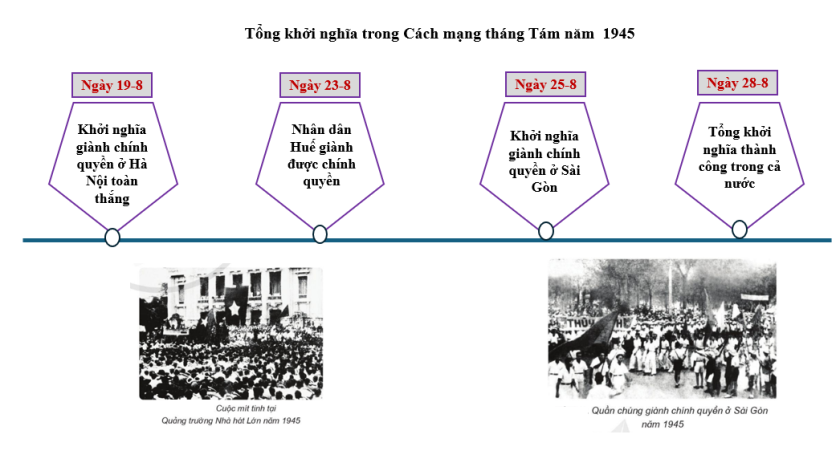 Tổng khởi nghĩa trong Cách mạng tháng Tám năm 1945
Ngày 19-8
Khởi nghĩa
giành chính
quyền ở Hà
Nội toàn
thắng
Ngày 23-8
Nhân dân
Huế giành
được chính
quyền
Ngày 25-8
Khởi nghĩa
giành chính
quyền ở Sài
Gòn
Ngày 28-8
Tổng khởi
nghĩa thành
công trong cả
nước
Cuộc mít tinh tại
Quảng trường Nhà hát Lớn năm 1945
Quần chúng giành chính quyền ở Sài Gòn
năm 1945